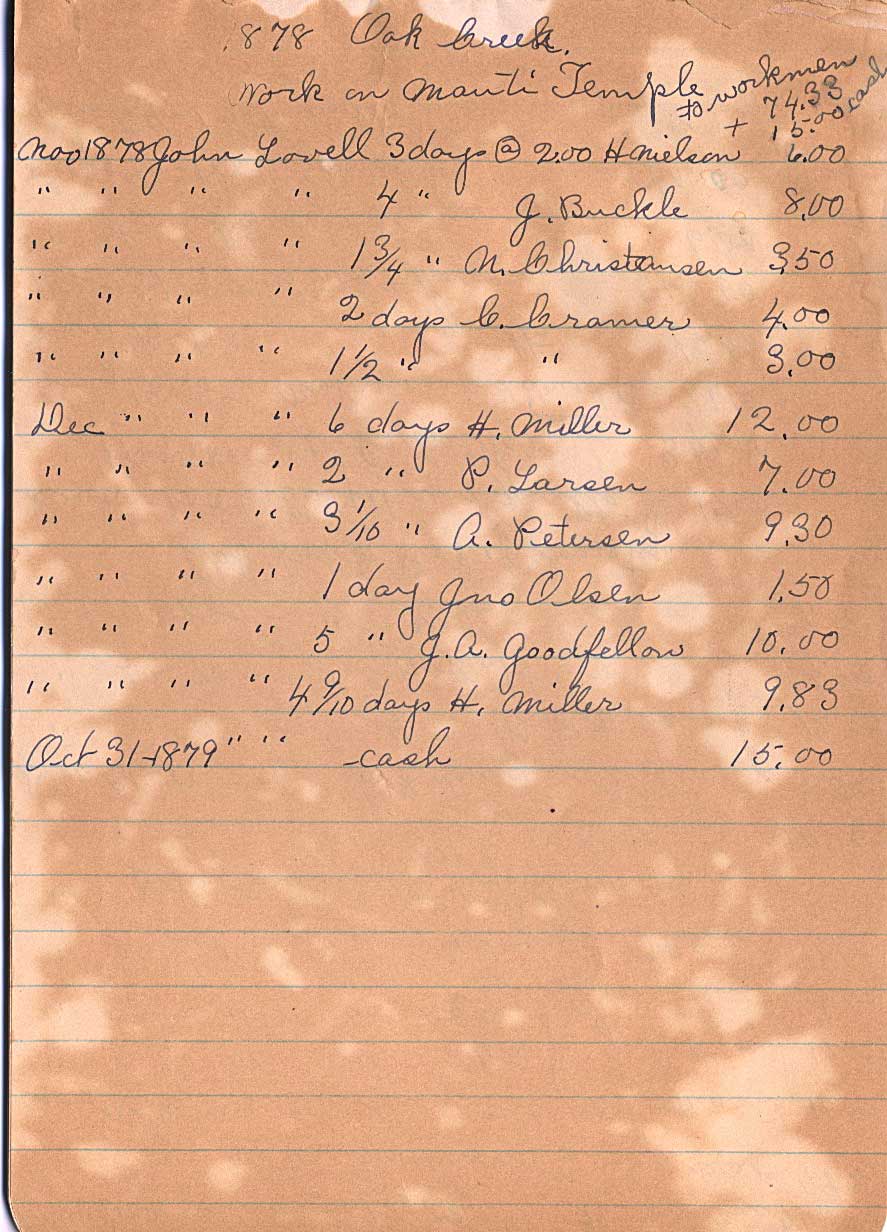 1878 Oak Creek.
Work on Manti Temple
to workmen
74.33
+ 15.00 cash
Nov 1878 John Lovell 3 days @ 2.00 H Nielson 6.00
" " " " 4 " J. Buckle 8.00
" " " " 1 3/4 " N. Christensen 3.50
" " " " 2 days C. Cramer 4.00
" " " " 1 1/2 " " 3.00
Dec " " " 6 days H. Miller 12.00
" " " " 2 " P. Larsen 7.00
" " " " 3 1/10 " A. Petersen 9.30
" " " " 1 day Jno Olsen 1.50
" " " " 5 " J.A. Goodfellow 10.00
" " " " 4 9/10 days H. Miller 9.83
Oct 31-1879 " " -cash 15.00